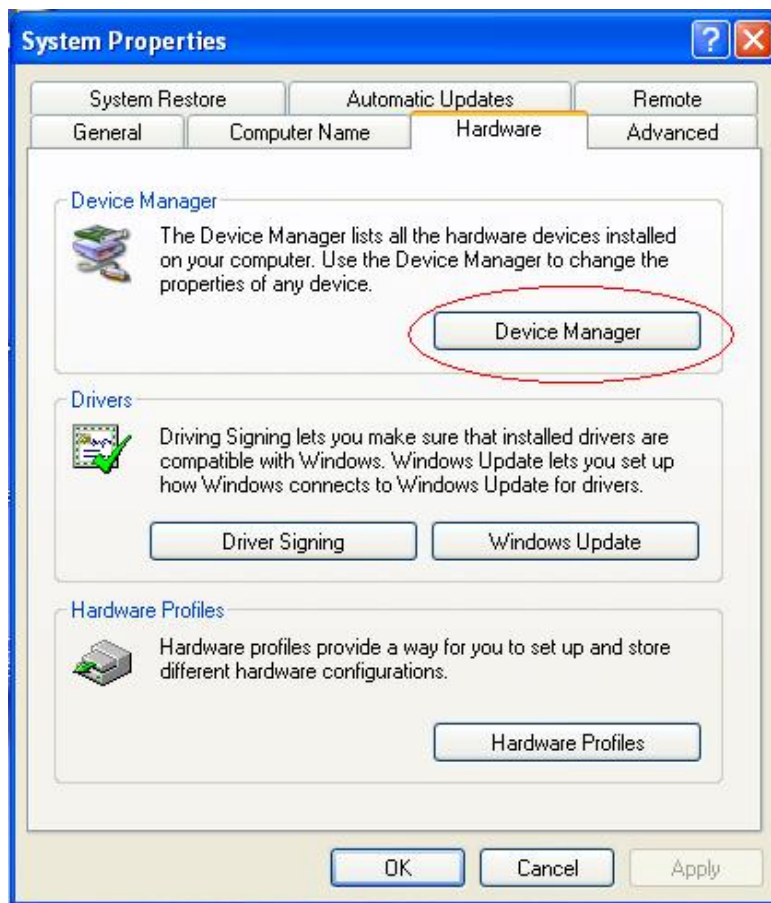 System Properties
System Restore Automatic Updates Remote
General Computer Name Hardware Advanced
Device Manager
The Device Manager lists all the hardware devices installed
on your computer. Use the Device Manager to change the
properties of any device.
Device Manager
Drivers
Driving Signing lets you make sure that installed drivers are
compatible with Windows. Windows Update lets you set up
how Windows connects to Windows Update for drivers.
Driver Signing Windows Update
Hardware Profiles
Hardware profiles provide a way for you to set up and store
different hardware configurations.
Hardware Profiles
OK Cancel Apply